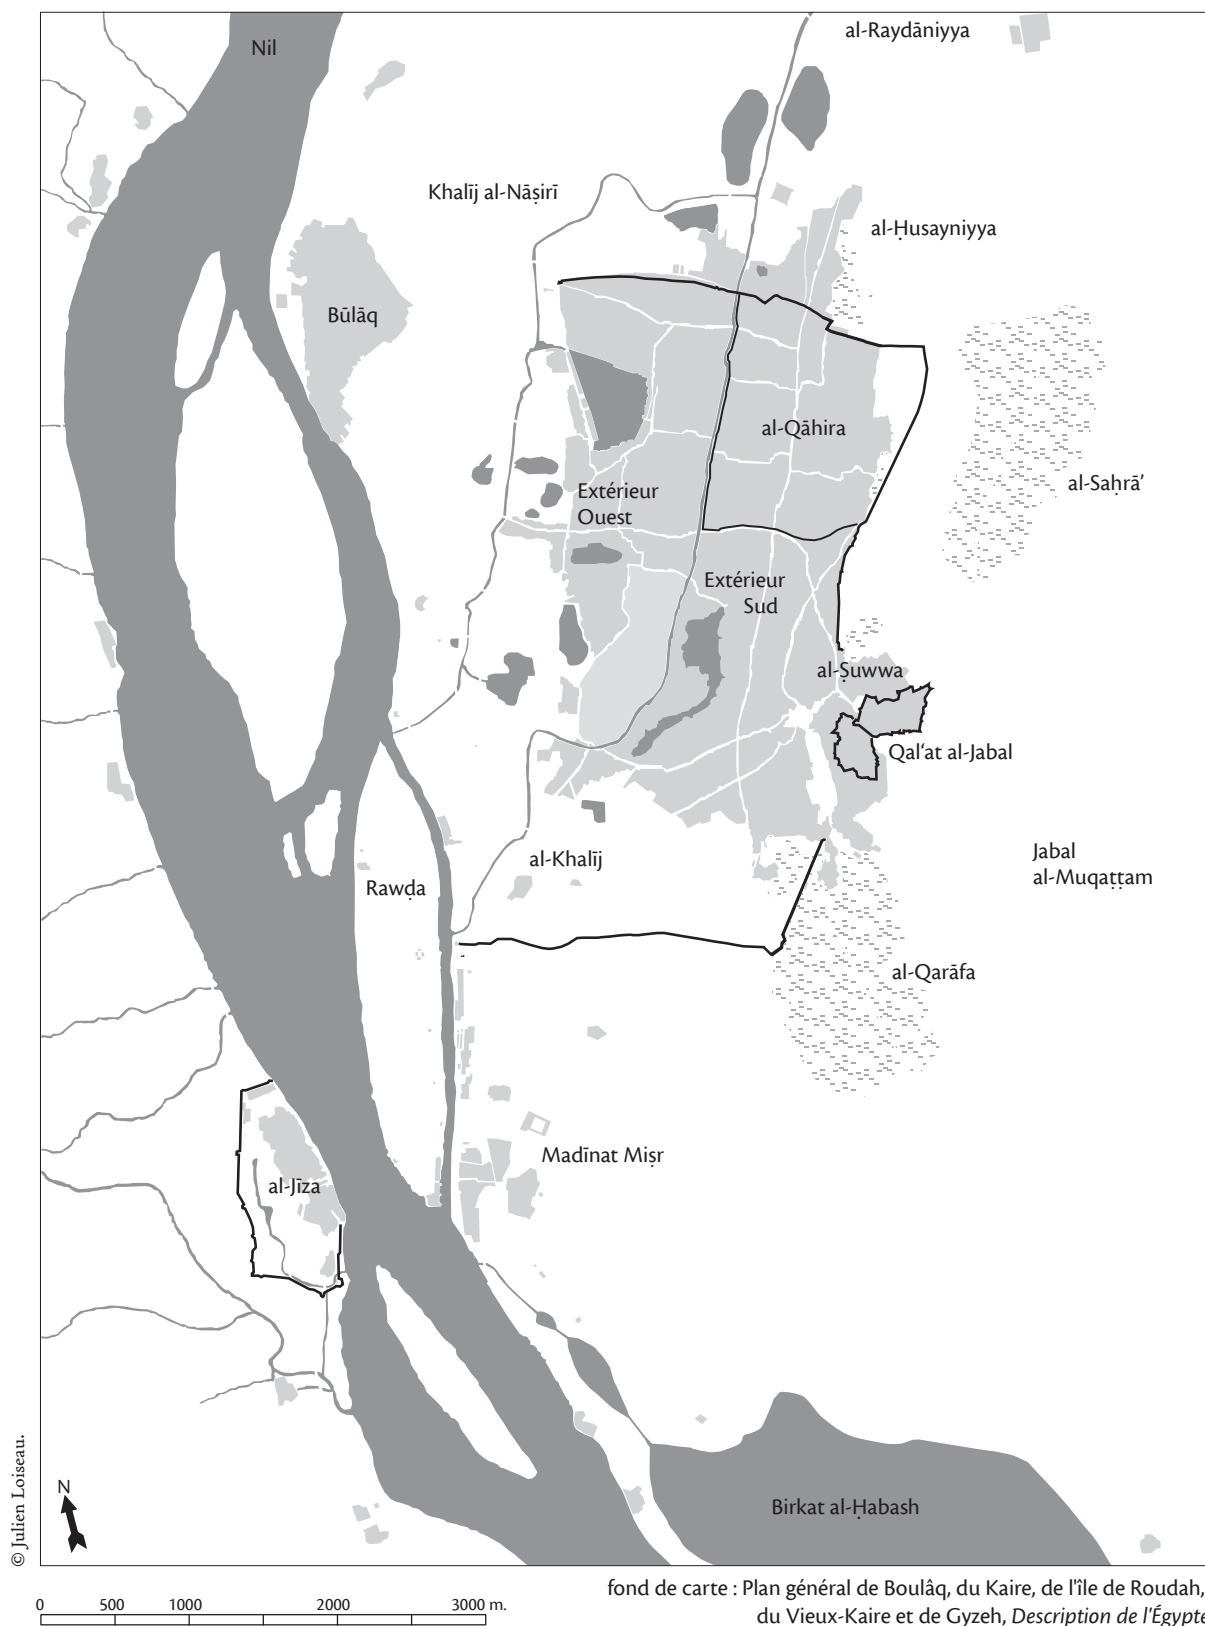 al-Raydāniyya
Nil
Khalīj al-Nāṣirī
al-Ḥusayniyya
Būlāq
al-Qāhira
al-Saḥrā’
Extérieur
Ouest
Extérieur
Sud
al-Ṣuwwa
Qal‘at al-Jabal
al-Khalīj
Jabal
al-Muqaṭṭam
Rawḍa
al-Qarāfa
Madīnat Miṣr
al-Jīza
Birkat al-Ḥabash
N
© Julien Loiseau.
0 500 1000 2000 3000 m.
fond de carte : Plan général de Boulâq, du Kaire, de l'île de Roudah,
du Vieux-Kaire et de Gyzeh, Description de l'Égypte